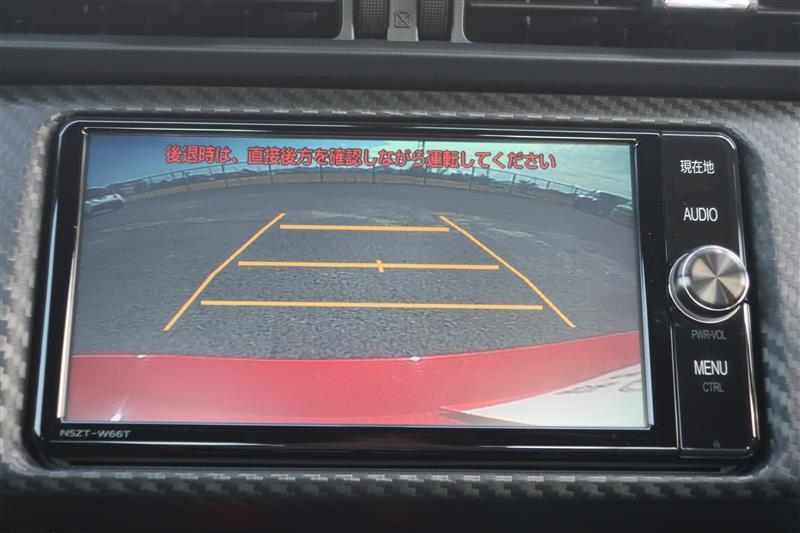 後退時は、直接後方を確認しながら運転してください
現在地
AUDIO
PWR·VOL
MENU
CTRL
NSZT-W66T